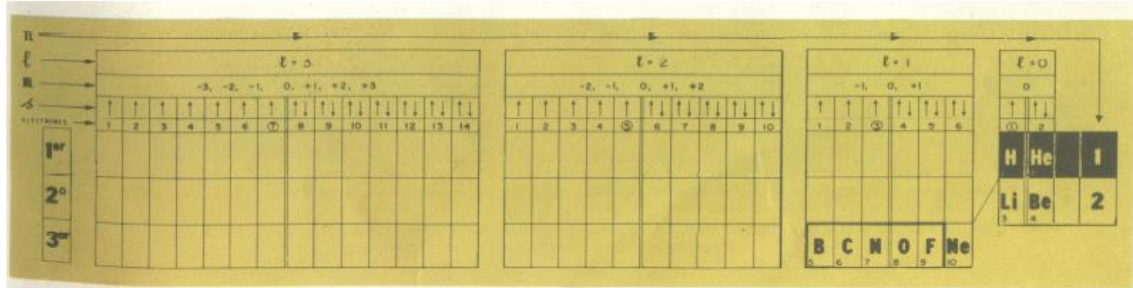 n
ℓ ℓ = 3 ℓ = 2 ℓ = 1 ℓ = 0
m -3, -2, -1, 0, +1, +2, +3 -2, -1, 0, +1, +2 -1, 0, +1 0
s ↑ ↑ ↑ ↑ ↑ ↑ ↑ ↑↓ ↑↓ ↑↓ ↑↓ ↑↓ ↑↓ ↑↓ ↑ ↑ ↑ ↑ ↑ ↑↓ ↑↓ ↑↓ ↑↓ ↑↓ ↑ ↑ ↑ ↑↓ ↑↓ ↑↓ ↑ ↑↓
ELECTRONES 1 2 3 4 5 6 7 8 9 10 11 12 13 14 1 2 3 4 5 6 7 8 9 10 1 2 3 4 5 6 1 2
1er H He 1
2º Li Be 2
3 4
3er B C N O F Ne
5 6 7 8 9 10